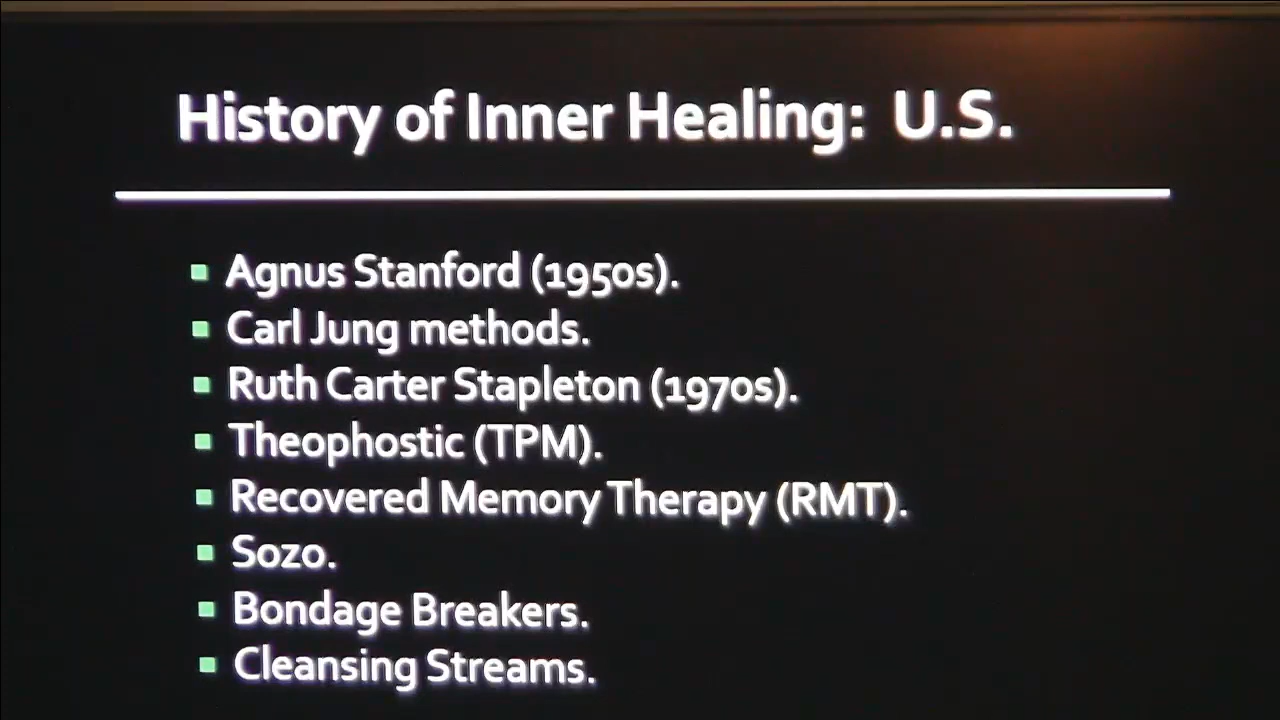 History of Inner Healing: U.S.
Agnus Stanford (1950s).
Carl Jung methods.
Ruth Carter Stapleton (1970s).
Theophostic (TPM).
Recovered Memory Therapy (RMT).
Sozo.
Bondage Breakers.
Cleansing Streams.